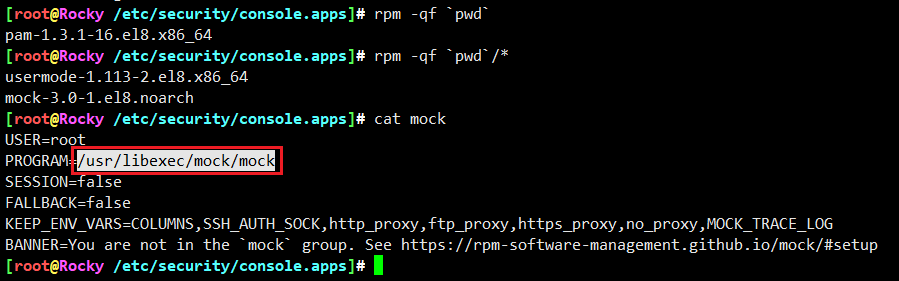 [root@Rocky /etc/security/console.apps]# rpm -qf `pwd`
pam-1.3.1-16.el8.x86_64
[root@Rocky /etc/security/console.apps]# rpm -qf `pwd`/*
usermode-1.113-2.el8.x86_64
mock-3.0-1.el8.noarch
[root@Rocky /etc/security/console.apps]# cat mock
USER=root
PROGRAM=/usr/libexec/mock/mock
SESSION=false
FALLBACK=false
KEEP_ENV_VARS=COLUMNS,SSH_AUTH_SOCK,http_proxy,ftp_proxy,https_proxy,no_proxy,MOCK_TRACE_LOG
BANNER=You are not in the `mock` group. See https://rpm-software-management.github.io/mock/#setup
[root@Rocky /etc/security/console.apps]#